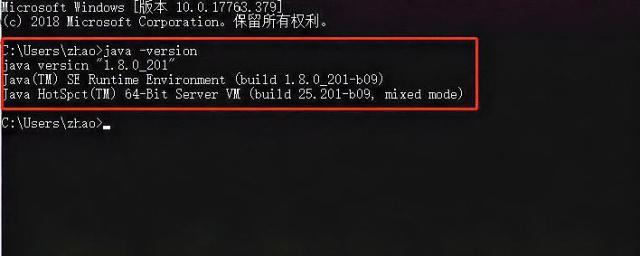 Microsoft Windows [版本 10.0.17763.379]
(c) 2018 Microsoft Corporation。保留所有权利。
C:\Users\zhao>java -version
java version "1.8.0_201"
Java(TM) SE Runtime Environment (build 1.8.0_201-b09)
Java HotSpct(TM) 64-Bit Server VM (build 25.201-b09, mixed mode)
C:\Users\zhao>